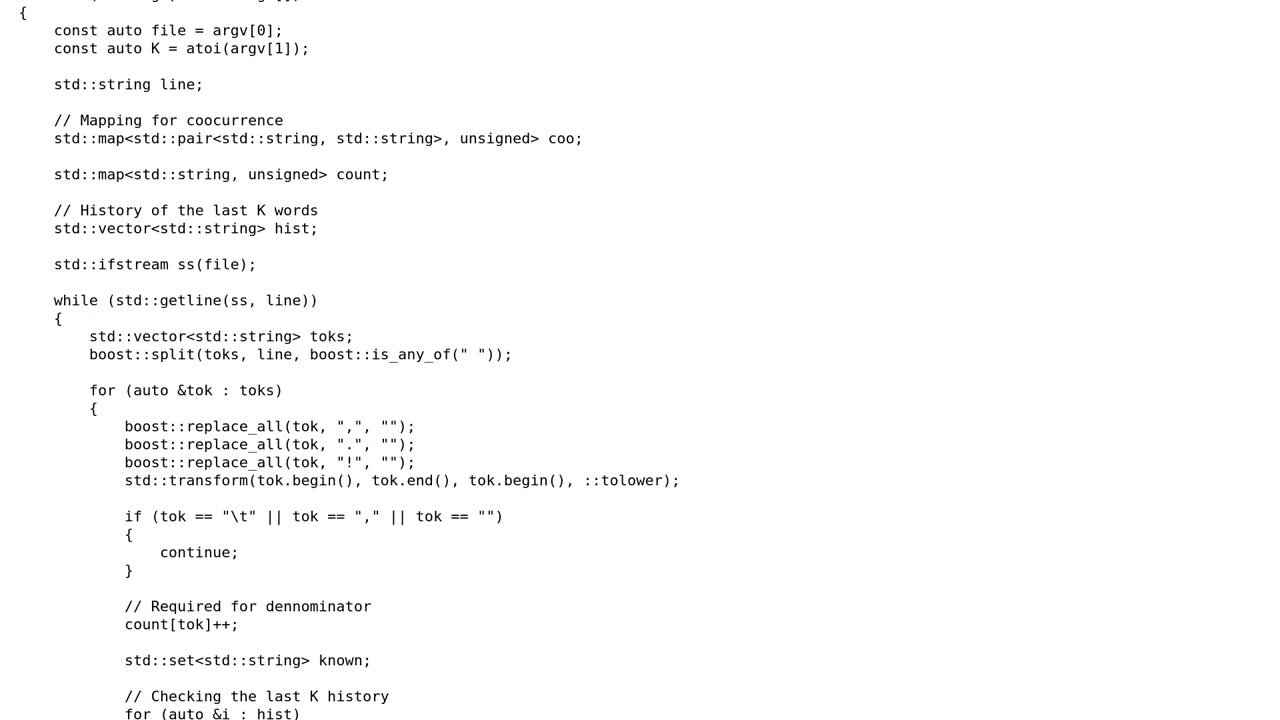 {
    const auto file = argv[0];
    const auto K = atoi(argv[1]);
    std::string line;
    // Mapping for coocurrence
    std::map<std::pair<std::string, std::string>, unsigned> coo;
    std::map<std::string, unsigned> count;
    // History of the last K words
    std::vector<std::string> hist;
    std::ifstream ss(file);
    while (std::getline(ss, line))
    {
        std::vector<std::string> toks;
        boost::split(toks, line, boost::is_any_of(" "));
        for (auto &tok : toks)
        {
            boost::replace_all(tok, ",", "");
            boost::replace_all(tok, ".", "");
            boost::replace_all(tok, "!", "");
            std::transform(tok.begin(), tok.end(), tok.begin(), ::tolower);
            if (tok == "\t" || tok == "," || tok == "")
            {
                continue;
            }
            // Required for dennominator
            count[tok]++;
            std::set<std::string> known;
            // Checking the last K history
            for (auto &i : hist)